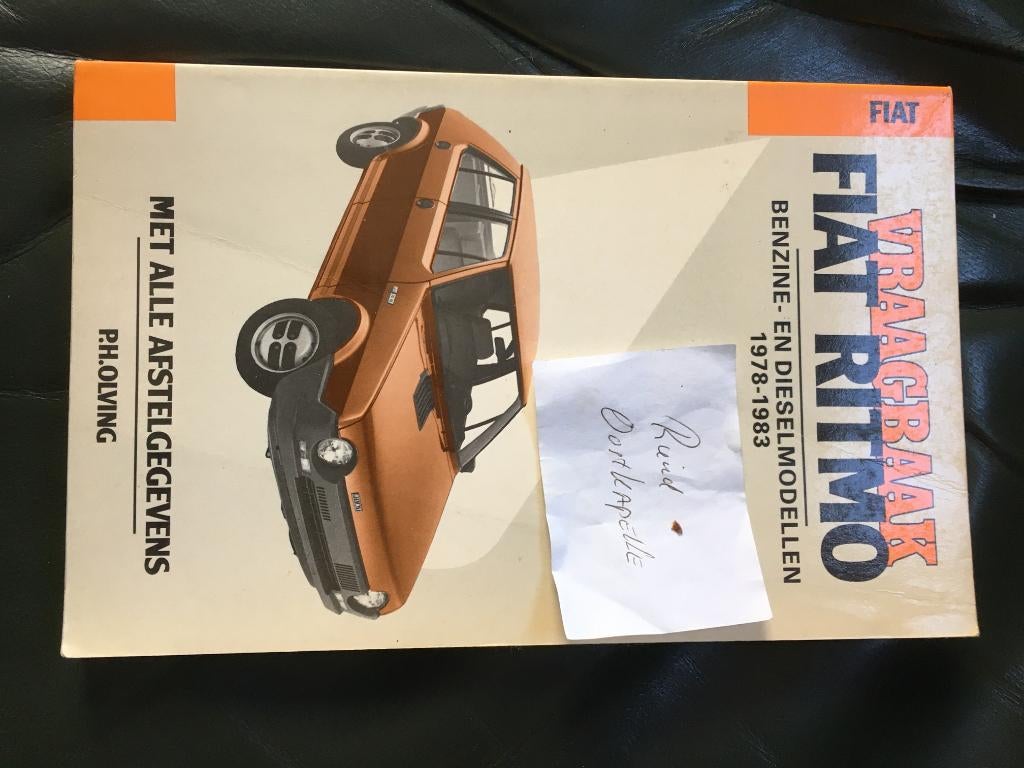 FIAT
VRAAGBAAK
FIAT RITMO
BENZINE- EN DIESELMODELLEN
1978-1983
Ruud
Oostkapelle
MET ALLE AFSTELGEGEVENS
P.H.OLVING